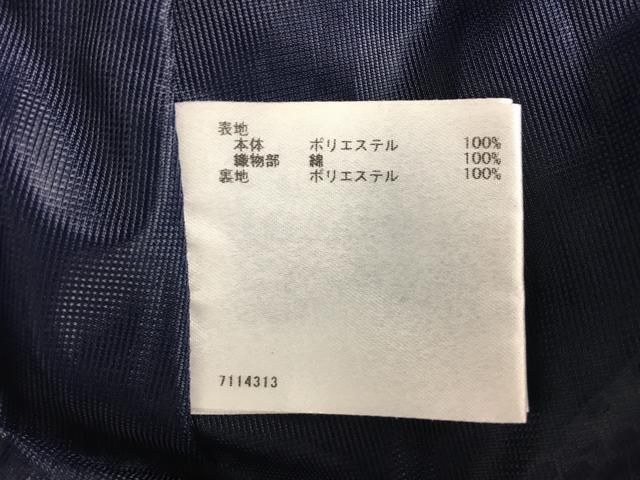 表地
本体 ポリエステル 100%
織物部 綿 100%
裏地 ポリエステル 100%
7114313